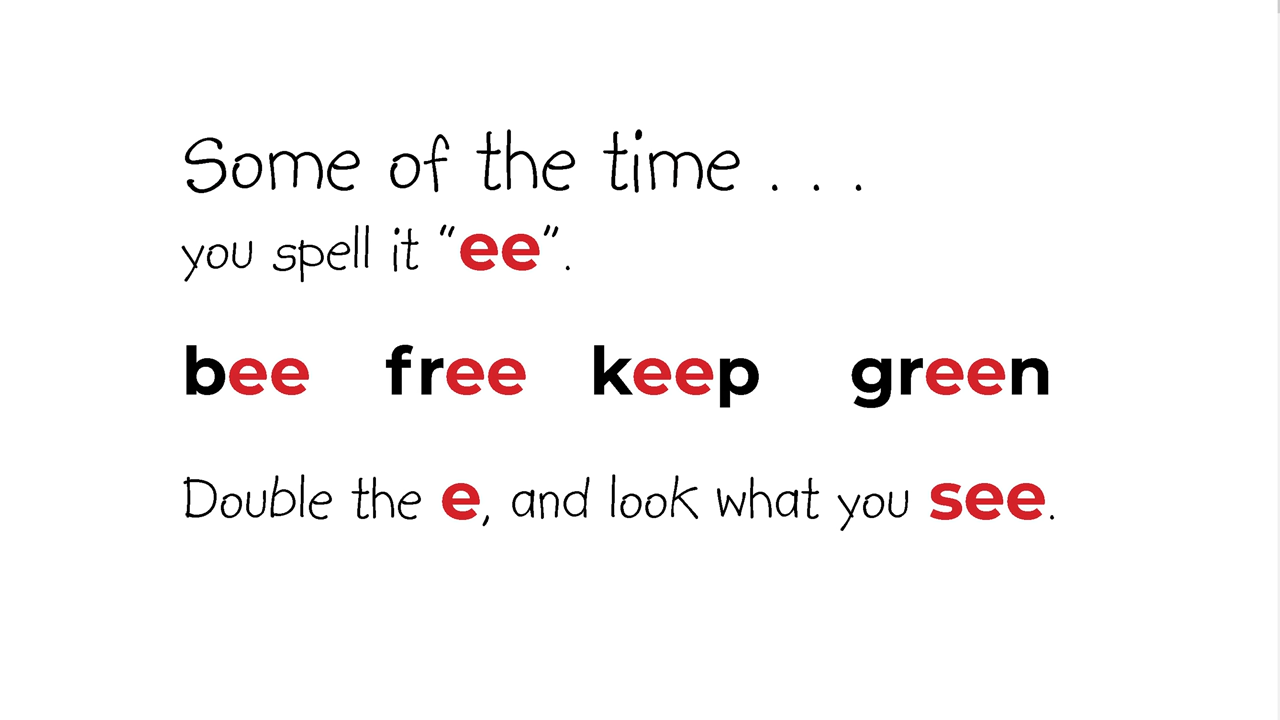 Some of the time . . .
you spell it "ee".
bee free keep green
Double the e, and look what you see.